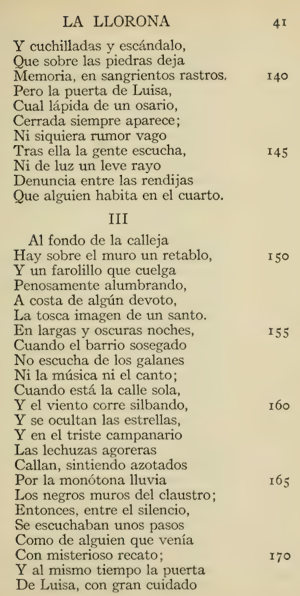 LA LLORONA 41
Y cuchilladas y escándalo,
Que sobre las piedras deja
Memoria, en sangrientos rastros. 140
Pero la puerta de Luisa,
Cual lápida de un osario,
Cerrada siempre aparece;
Ni siquiera rumor vago
Tras ella la gente escucha, 145
Ni de luz un leve rayo
Denuncia entre las rendijas
Que alguien habita en el cuarto.
III
Al fondo de la calleja
Hay sobre el muro un retablo, 150
Y un farolillo que cuelga
Penosamente alumbrando,
A costa de algún devoto,
La tosca imagen de un santo.
En largas y oscuras noches, 155
Cuando el barrio sosegado
No escucha de los galanes
Ni la música ni el canto;
Cuando está la calle sola,
Y el viento corre silbando, 160
Y se ocultan las estrellas,
Y en el triste campanario
Las lechuzas agoreras
Callan, sintiendo azotados
Por la monótona lluvia 165
Los negros muros del claustro;
Entonces, entre el silencio,
Se escuchaban unos pasos
Como de alguien que venía
Con misterioso recato; 170
Y al mismo tiempo la puerta
De Luisa, con gran cuidado